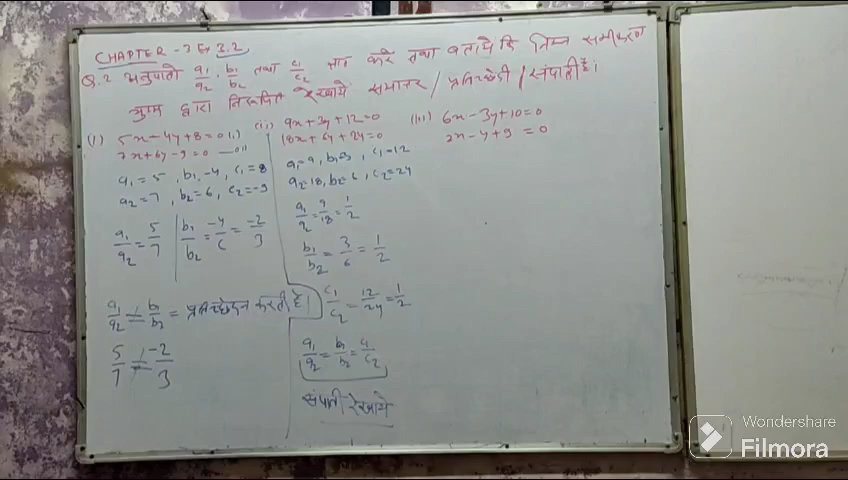 CHAPTER - 3 Ex 3.2
Q.2 अनुपातो a1/a2, b1/b2 तथा c1/c2 ज्ञात करे तथा बताये कि निम्न समीकरण
युग्म द्वारा निरूपित रेखाये समान्तर / प्रतिच्छेदी / संपाती है।
(i) 5x - 4y + 8 = 0 (i)
7x + 6y - 9 = 0 — (ii)
a1 = 5, b1 -4, c1 = 8
a2 = 7, b2 = 6, c2 = -9
a1/a2 = 5/7 | b1/b2 = -4/6 = -2/3
a1/a2 ≠ b1/b2 = प्रतिच्छेदन करती है।
5/7 ≠ -2/3
(ii) 9x + 3y + 12 = 0
18x + 6y + 24 = 0
a1 = 9, b1 = 3, c1 = 12
a2 = 18, b2 = 6, c2 = 24
a1/a2 = 9/18 = 1/2
b1/b2 = 3/6 = 1/2
c1/c2 = 12/24 = 1/2
a1/a2 = b1/b2 = c1/c2
संपाती रेखाये
(iii) 6x - 3y + 10 = 0
2x - y + 9 = 0
Wondershare
Filmora